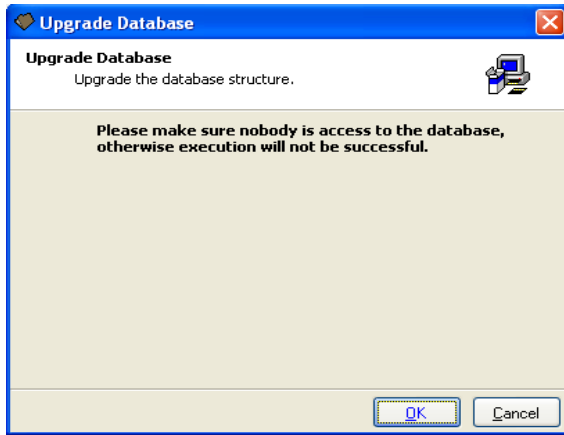 Upgrade Database
Upgrade Database
Upgrade the database structure.
Please make sure nobody is access to the database,
otherwise execution will not be successful.
OK
Cancel